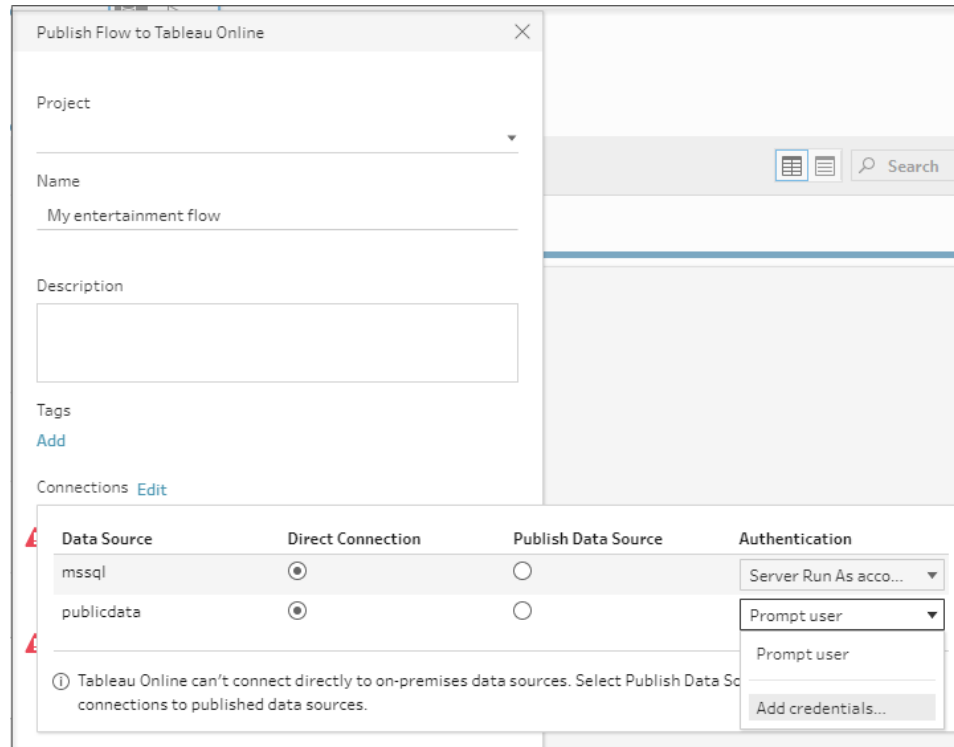 Publish Flow to Tableau Online
Project
Search
Name
My entertainment flow
Description
Tags
Add
Connections Edit
Data Source Direct Connection Publish Data Source Authentication
mssql Server Run As acco...
publicdata Prompt user
Prompt user
Tableau Online can't connect directly to on-premises data sources. Select Publish Data
connections to published data sources.
Add credentials...